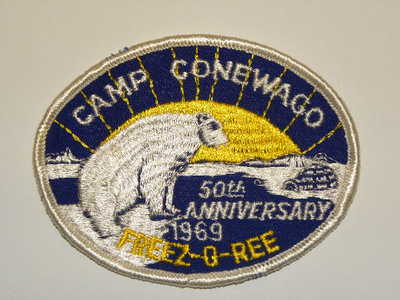 CAMP CONEWAGO
50th
ANNIVERSARY
1969
FREEZ-O-REE